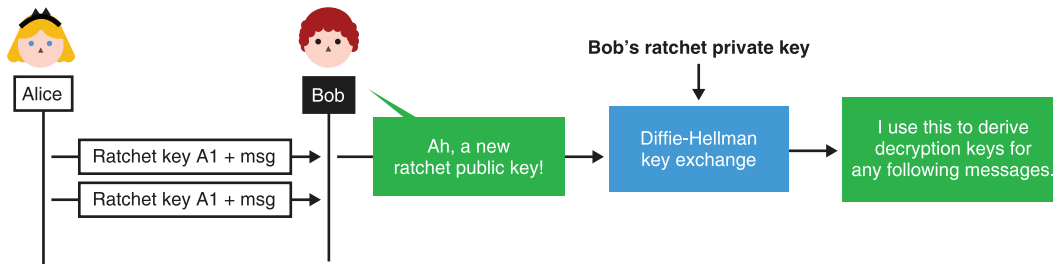 Bob’s ratchet private key
Alice
Bob
Ratchet key A1 + msg
Ratchet key A1 + msg
Ah, a new
ratchet public key!
Diffie-Hellman
key exchange
I use this to derive
decryption keys for
any following messages.